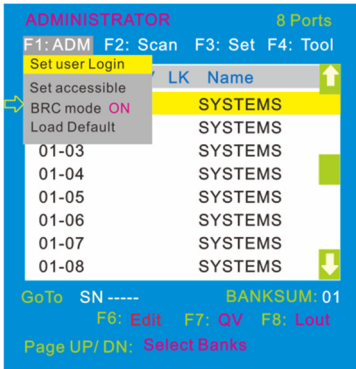 ADMINISTRATOR 8 Ports
F1: ADM F2: Scan F3: Set F4: Tool
Set user Login
LK Name
Set accessible
BRC mode ON SYSTEMS
Load Default SYSTEMS
01-03 SYSTEMS
01-04 SYSTEMS
01-05 SYSTEMS
01-06 SYSTEMS
01-07 SYSTEMS
01-08 SYSTEMS
GoTo SN ----- BANKSUM: 01
F6: Edit F7: QV F8: Lout
Page UP/ DN: Select Banks